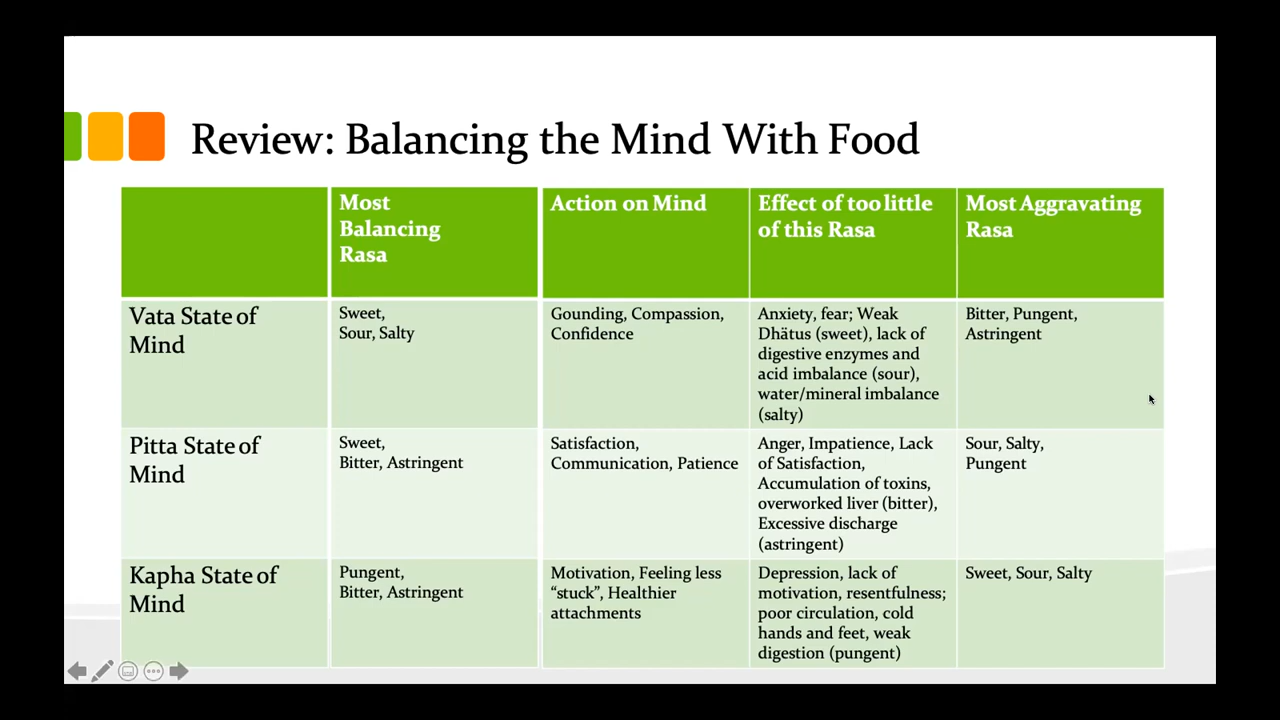 Review: Balancing the Mind With Food
Most
Balancing
Rasa
Action on Mind
Effect of too little
of this Rasa
Most Aggravating
Rasa
Vata State of
Mind
Sweet,
Sour, Salty
Gounding, Compassion,
Confidence
Anxiety, fear; Weak
Dhätus (sweet), lack of
digestive enzymes and
acid imbalance (sour),
water/mineral imbalance
(salty)
Bitter, Pungent,
Astringent
Pitta State of
Mind
Sweet,
Bitter, Astringent
Satisfaction,
Communication, Patience
Anger, Impatience, Lack
of Satisfaction,
Accumulation of toxins,
overworked liver (bitter),
Excessive discharge
(astringent)
Sour, Salty,
Pungent
Kapha State of
Mind
Pungent,
Bitter, Astringent
Motivation, Feeling less
“stuck”, Healthier
attachments
Depression, lack of
motivation, resentfulness;
poor circulation, cold
hands and feet, weak
digestion (pungent)
Sweet, Sour, Salty